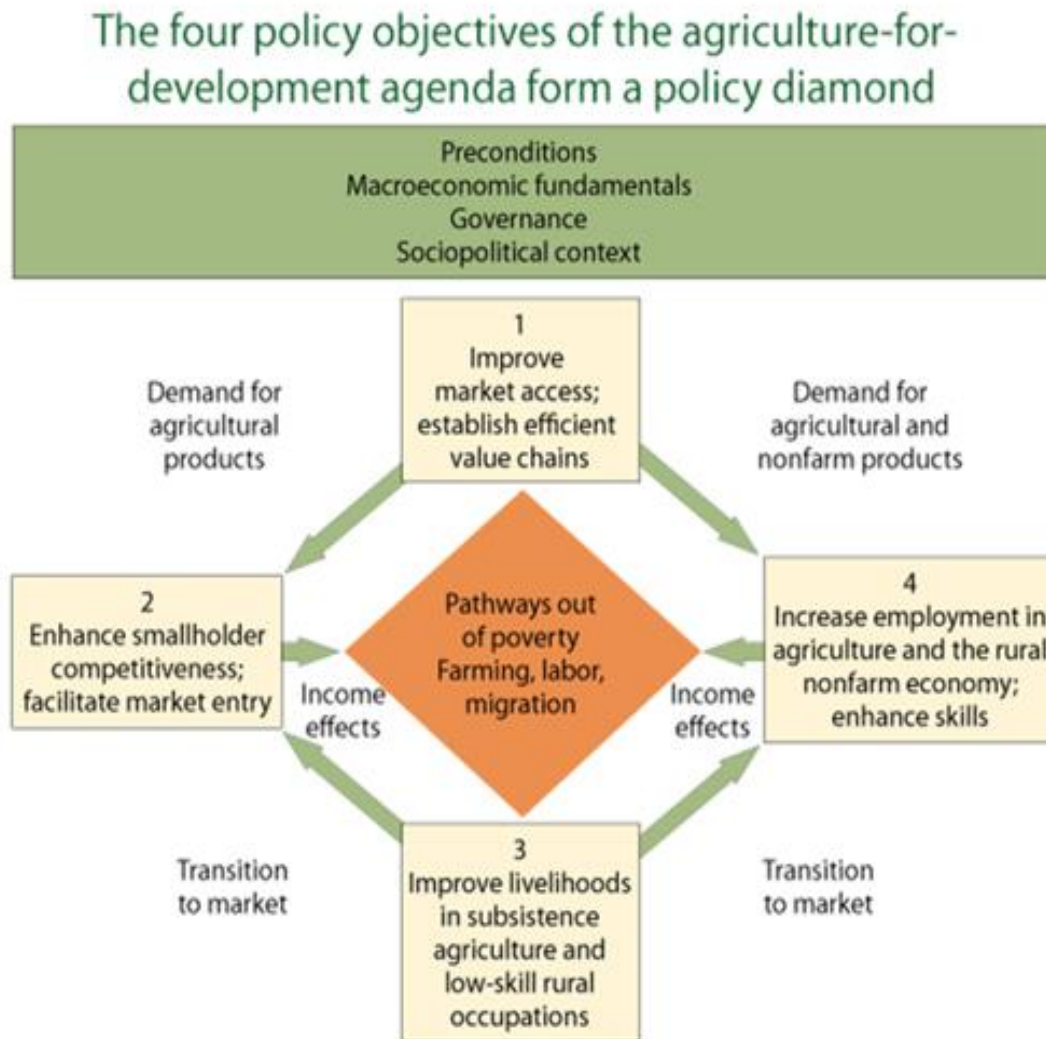 The four policy objectives of the agriculture-for-
development agenda form a policy diamond
Preconditions
Macroeconomic fundamentals
Governance
Sociopolitical context
1
Improve
market access;
establish efficient
value chains
Demand for
agricultural
products
Demand for
agricultural and
nonfarm products
2
Enhance smallholder
competitiveness;
facilitate market entry
Pathways out
of poverty
Farming, labor,
migration
4
Increase employment in
agriculture and the rural
nonfarm economy;
enhance skills
Income
effects
Income
effects
Transition
to market
3
Improve livelihoods
in subsistence
agriculture and
low-skill rural
occupations
Transition
to market